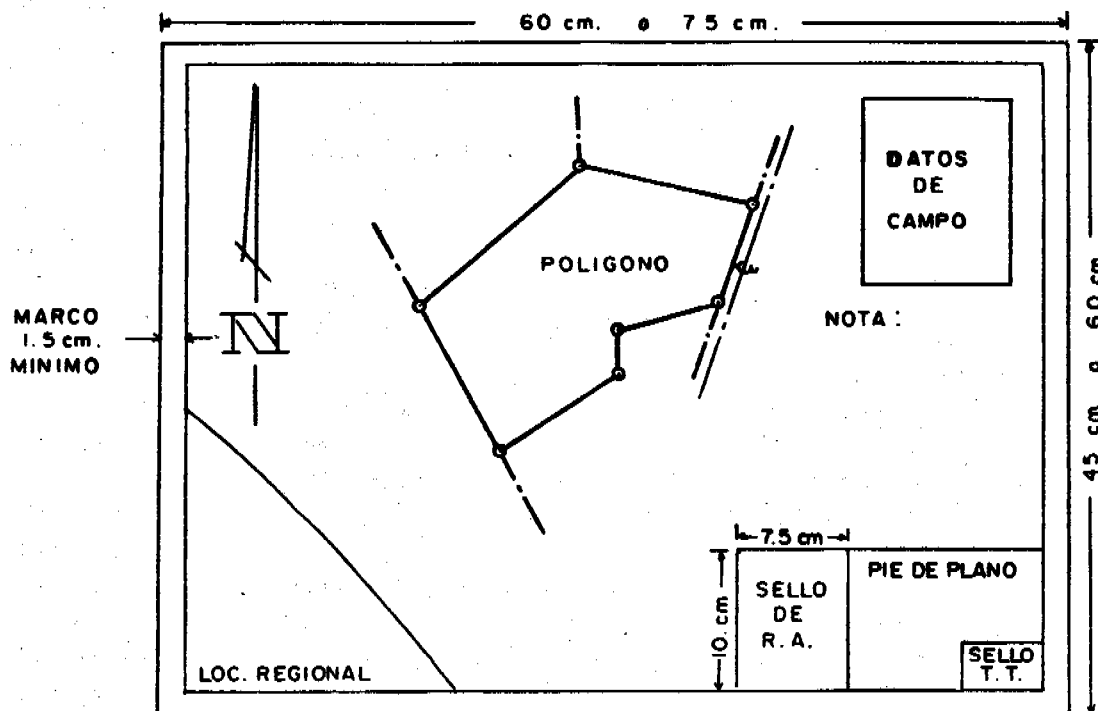 60 cm. o 75 cm.
DATOS
DE
CAMPO
POLIGONO
NOTA :
MARCO
1.5 cm.
MINIMO
N
45 cm o 60 cm
7.5 cm
10. cm
SELLO
DE
R. A.
PIE DE PLANO
SELLO
T. T.
LOC. REGIONAL